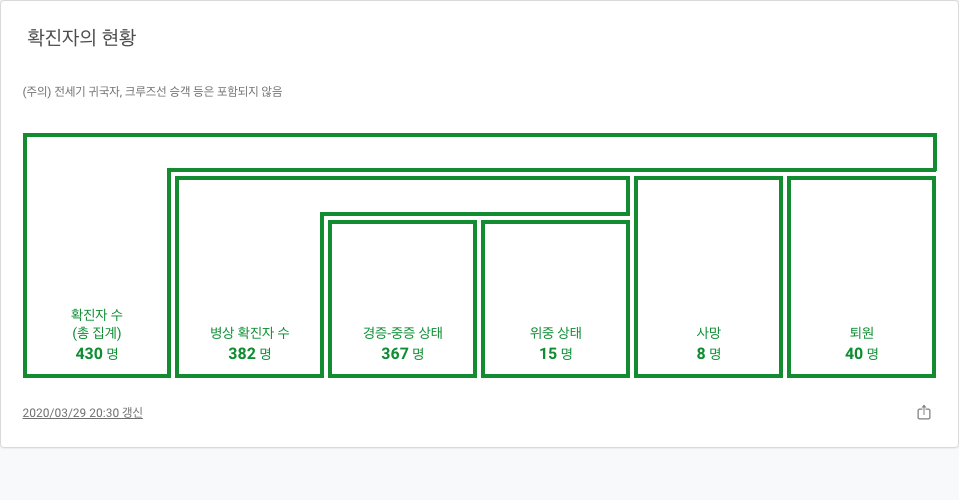 확진자의 현황
(주의) 전세기 귀국자, 크루즈선 승객 등은 포함되지 않음
확진자 수
(총 집계)
430 명
병상 확진자 수
382 명
경증-중증 상태
367 명
위중 상태
15 명
사망
8 명
퇴원
40 명
2020/03/29 20:30 갱신